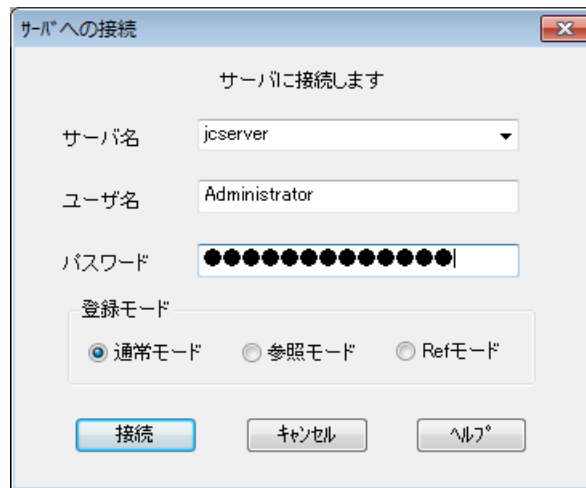 ｻｰﾊﾞへの接続
サーバに接続します
サーバ名 jcserver
ユーザ名 Administrator
パスワード ●●●●●●●●●●●●●
登録モード
通常モード 参照モード Refモード
接続 ｷｬﾝｾﾙ ﾍﾙﾌﾟ